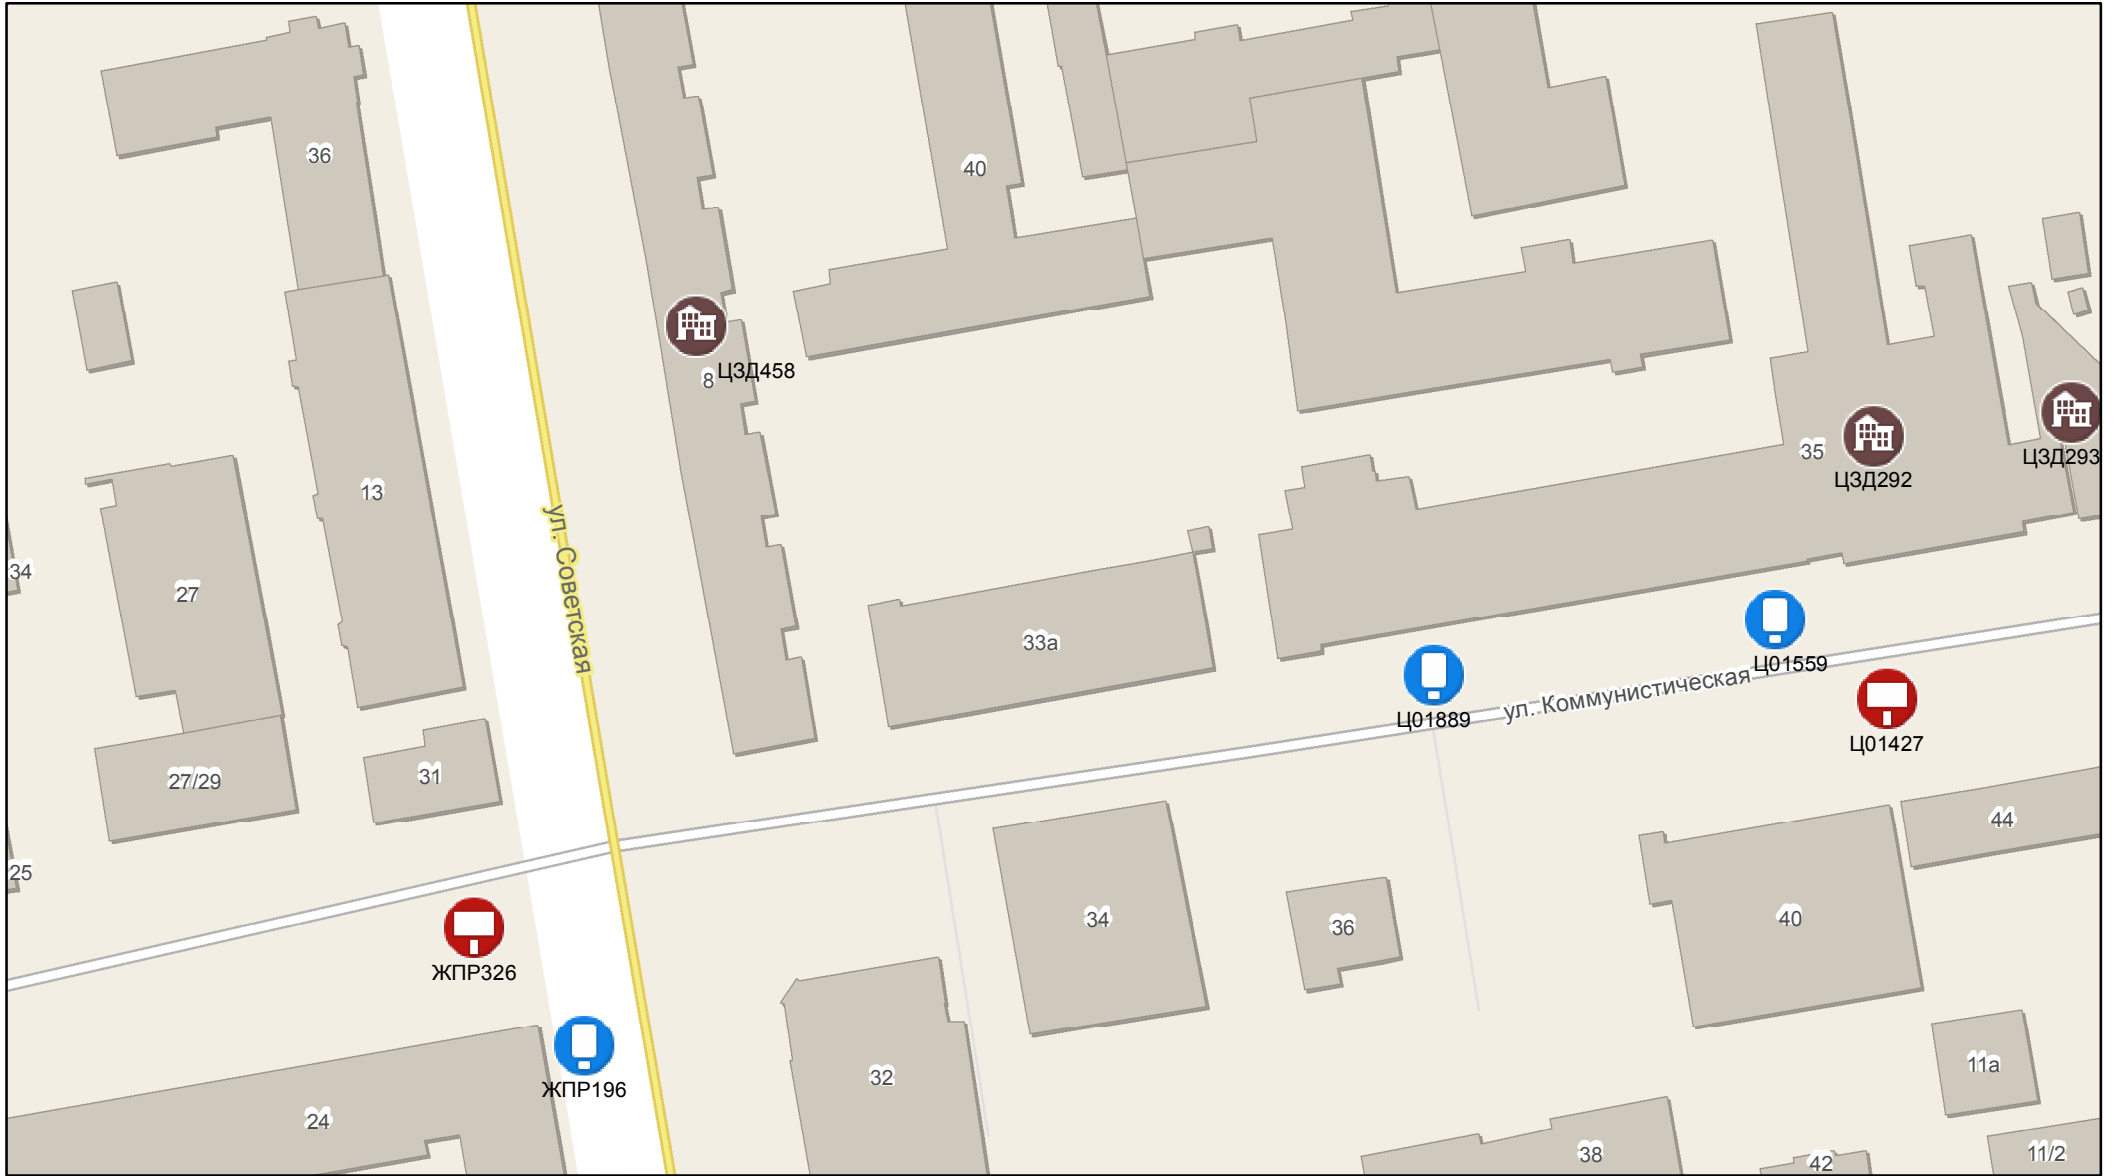 36
40
8
ЦЗД458
35
ЦЗД292
ЦЗД293
13
34
27
ул. Советская
33а
Ц01559
ул. Коммунистическая
Ц01889
Ц01427
27/29
31
44
25
34
36
40
ЖПР326
ЖПР196
32
11а
24
38
42
11/2